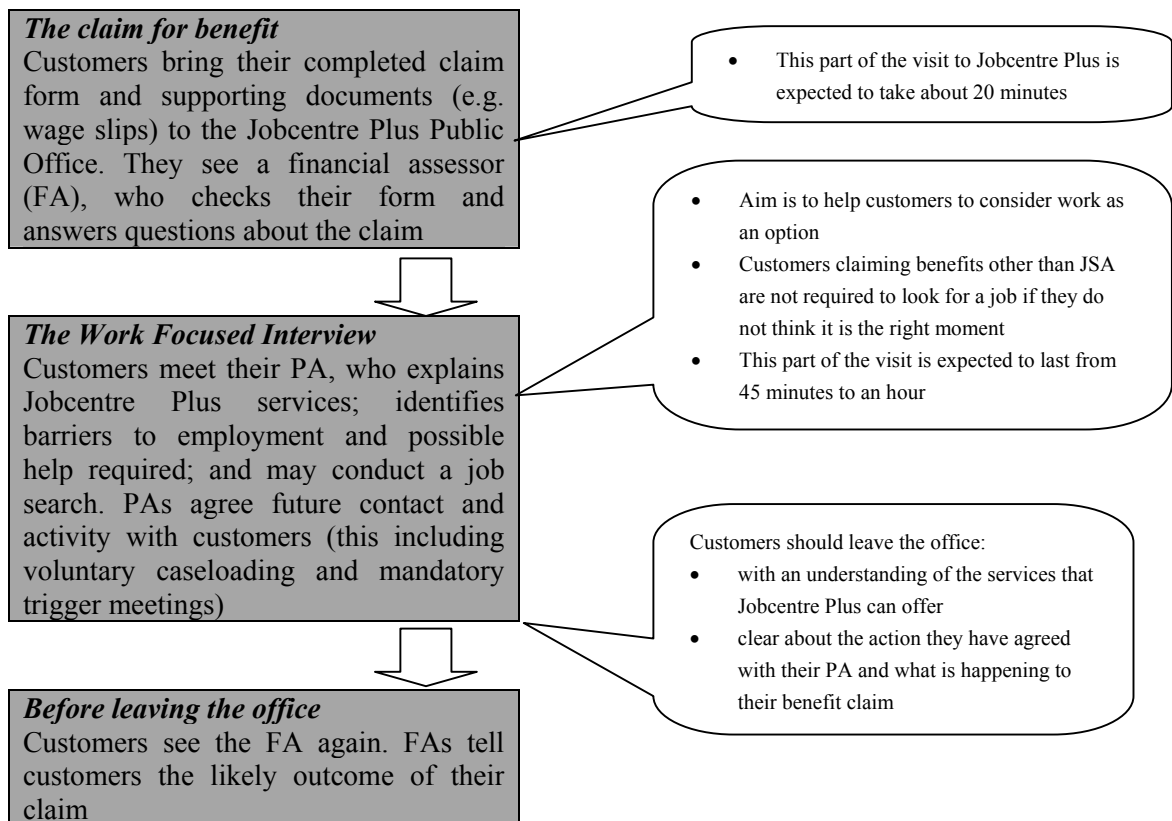 The claim for benefit
Customers bring their completed claim
form and supporting documents (e.g.
wage slips) to the Jobcentre Plus Public
Office. They see a financial assessor
(FA), who checks their form and
answers questions about the claim
• This part of the visit to Jobcentre Plus is
expected to take about 20 minutes
The Work Focused Interview
Customers meet their PA, who explains
Jobcentre Plus services; identifies
barriers to employment and possible
help required; and may conduct a job
search. PAs agree future contact and
activity with customers (this including
voluntary caseloading and mandatory
trigger meetings)
• Aim is to help customers to consider work as
an option
• Customers claiming benefits other than JSA
are not required to look for a job if they do
not think it is the right moment
• This part of the visit is expected to last from
45 minutes to an hour
Customers should leave the office:
• with an understanding of the services that
Jobcentre Plus can offer
• clear about the action they have agreed
with their PA and what is happening to
their benefit claim
Before leaving the office
Customers see the FA again. FAs tell
customers the likely outcome of their
claim